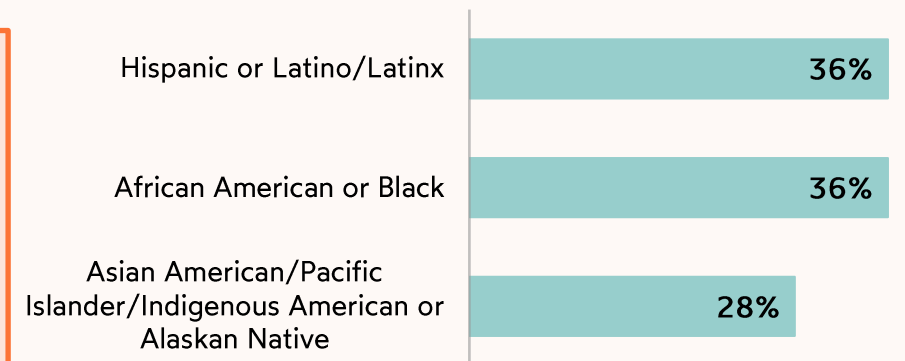 Hispanic or Latino/Latinx
36%
African American or Black
36%
Asian American/Pacific
Islander/Indigenous American or
Alaskan Native
28%